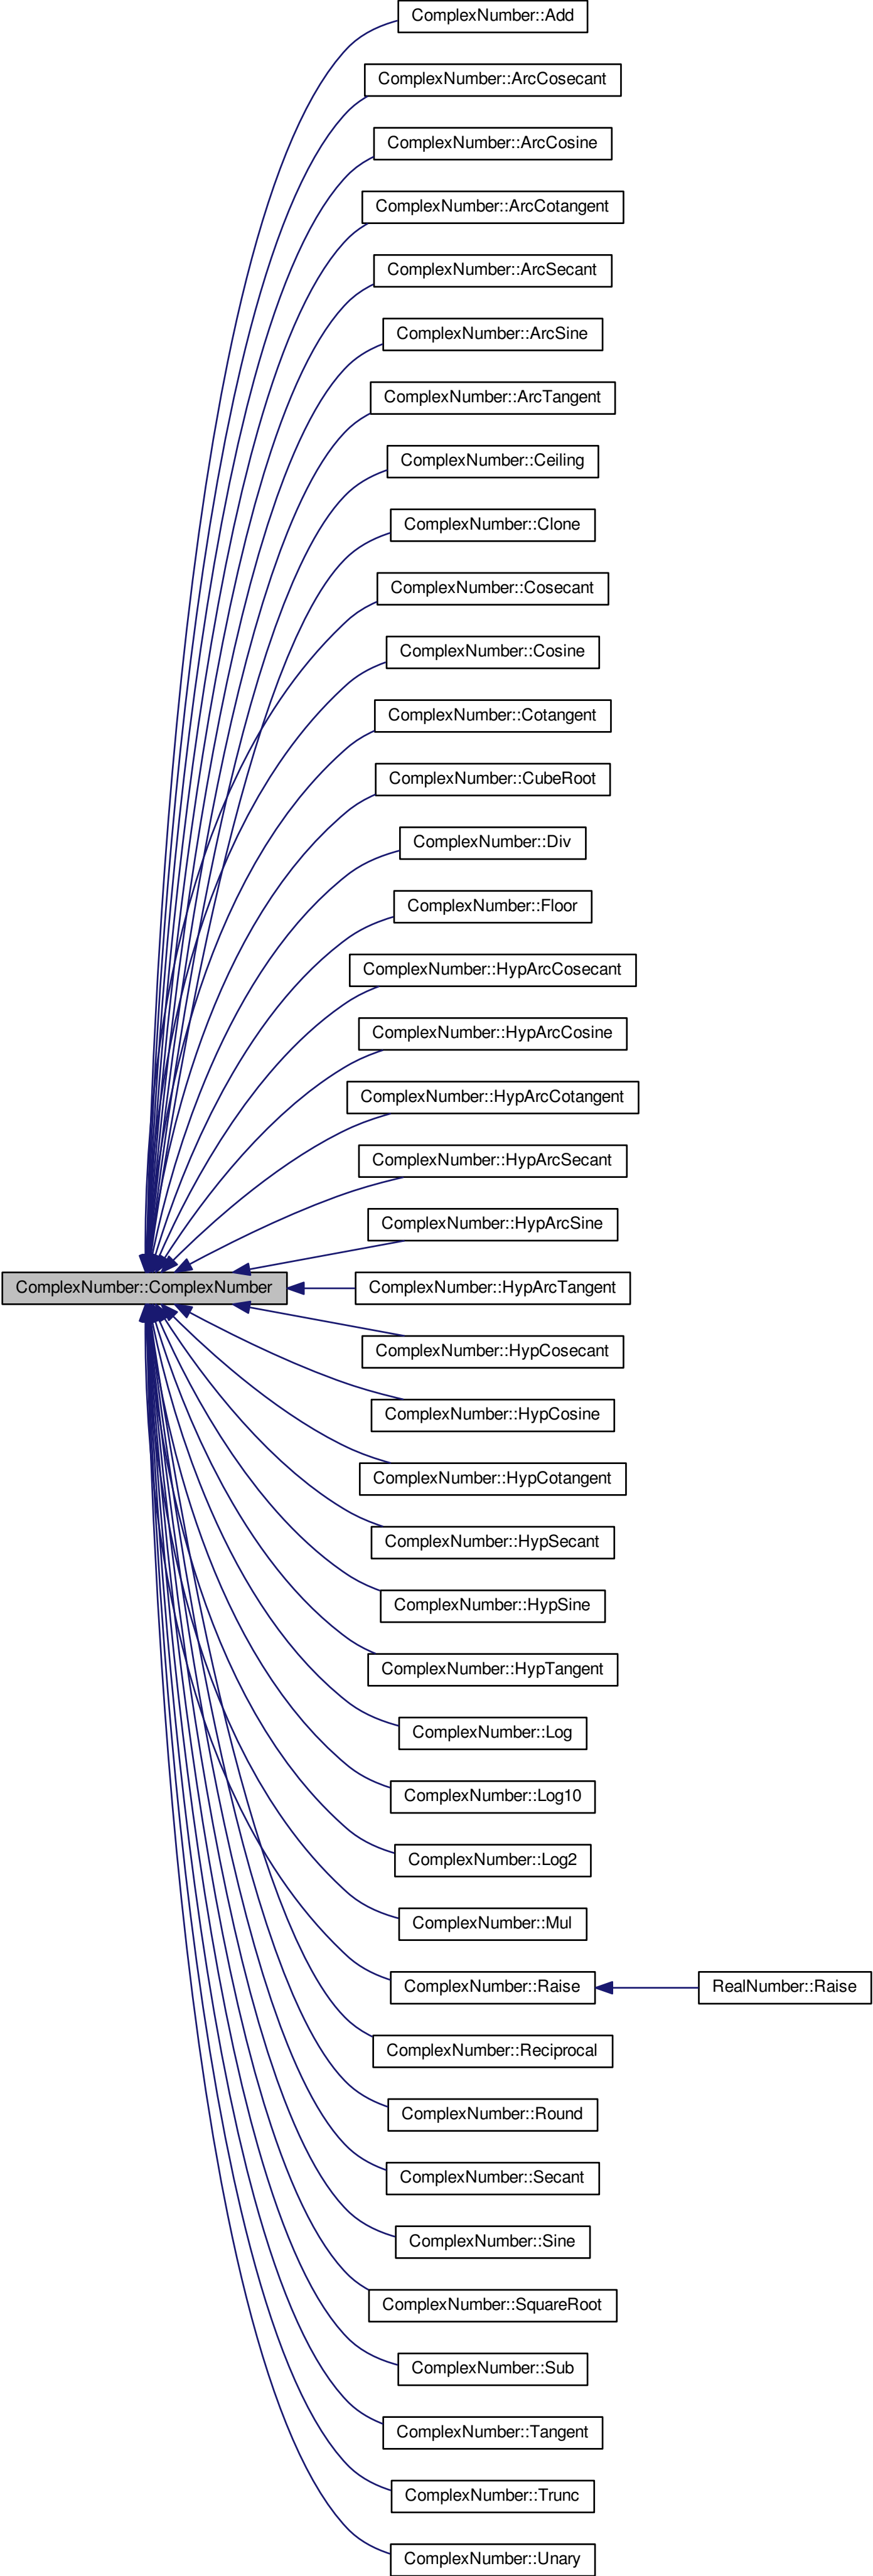 ComplexNumber::Add
ComplexNumber::ArcCosecant
ComplexNumber::ArcCosine
ComplexNumber::ArcCotangent
ComplexNumber::ArcSecant
ComplexNumber::ArcSine
ComplexNumber::ArcTangent
ComplexNumber::Ceiling
ComplexNumber::Clone
ComplexNumber::Cosecant
ComplexNumber::Cosine
ComplexNumber::Cotangent
ComplexNumber::CubeRoot
ComplexNumber::Div
ComplexNumber::Floor
ComplexNumber::HypArcCosecant
ComplexNumber::HypArcCosine
ComplexNumber::HypArcCotangent
ComplexNumber::HypArcSecant
ComplexNumber::HypArcSine
ComplexNumber::ComplexNumber
ComplexNumber::HypArcTangent
ComplexNumber::HypCosecant
ComplexNumber::HypCosine
ComplexNumber::HypCotangent
ComplexNumber::HypSecant
ComplexNumber::HypSine
ComplexNumber::HypTangent
ComplexNumber::Log
ComplexNumber::Log10
ComplexNumber::Log2
ComplexNumber::Mul
ComplexNumber::Raise
RealNumber::Raise
ComplexNumber::Reciprocal
ComplexNumber::Round
ComplexNumber::Secant
ComplexNumber::Sine
ComplexNumber::SquareRoot
ComplexNumber::Sub
ComplexNumber::Tangent
ComplexNumber::Trunc
ComplexNumber::Unary